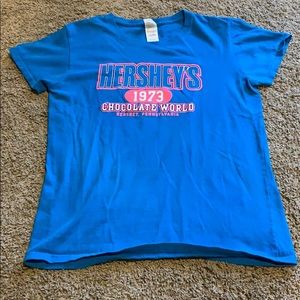 HERSHEY'S
1973
CHOCOLATE WORLD
HERSHEY, PENNSYLVANIA